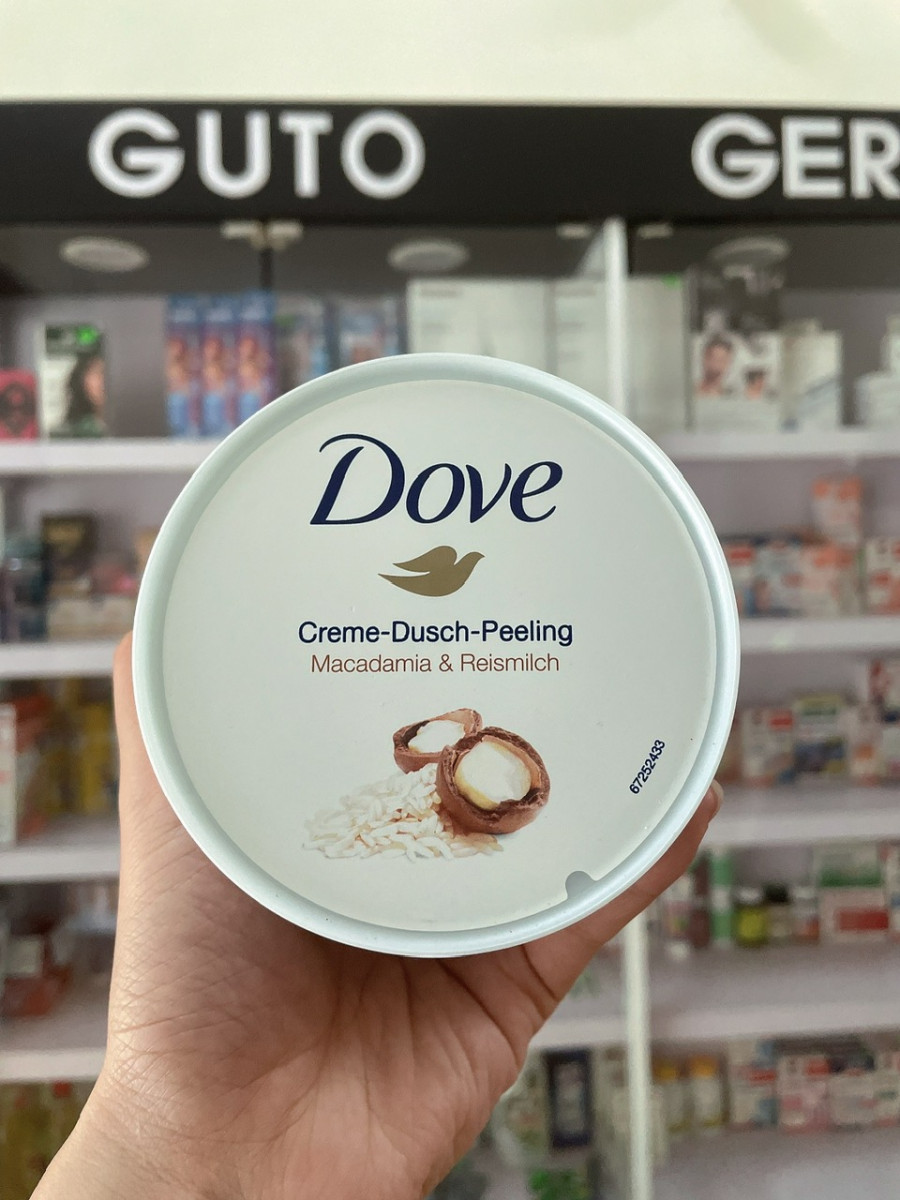 GUTO
GER
Dove
Creme-Dusch-Peeling
Macadamia & Reismilch
67252433